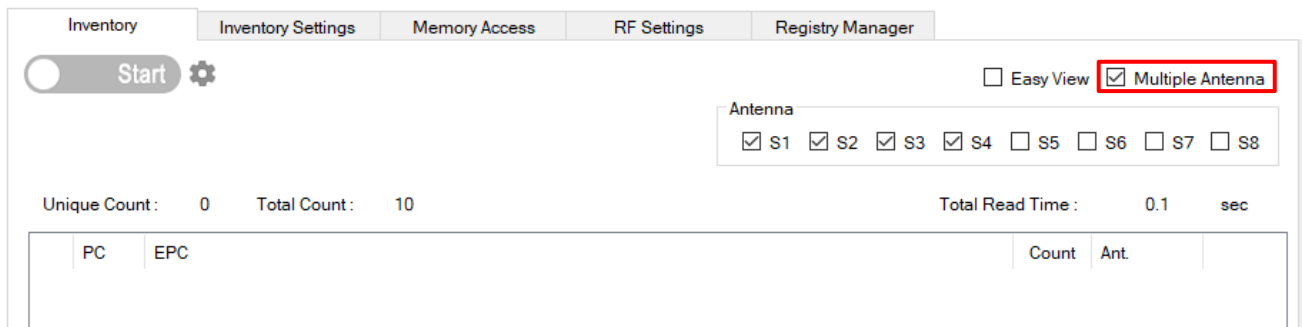 Inventory Inventory Settings Memory Access RF Settings Registry Manager
Start Easy View Multiple Antenna
Antenna
S1 S2 S3 S4 S5 S6 S7 S8
Unique Count : 0 Total Count : 10 Total Read Time : 0.1 sec
PC EPC Count Ant.